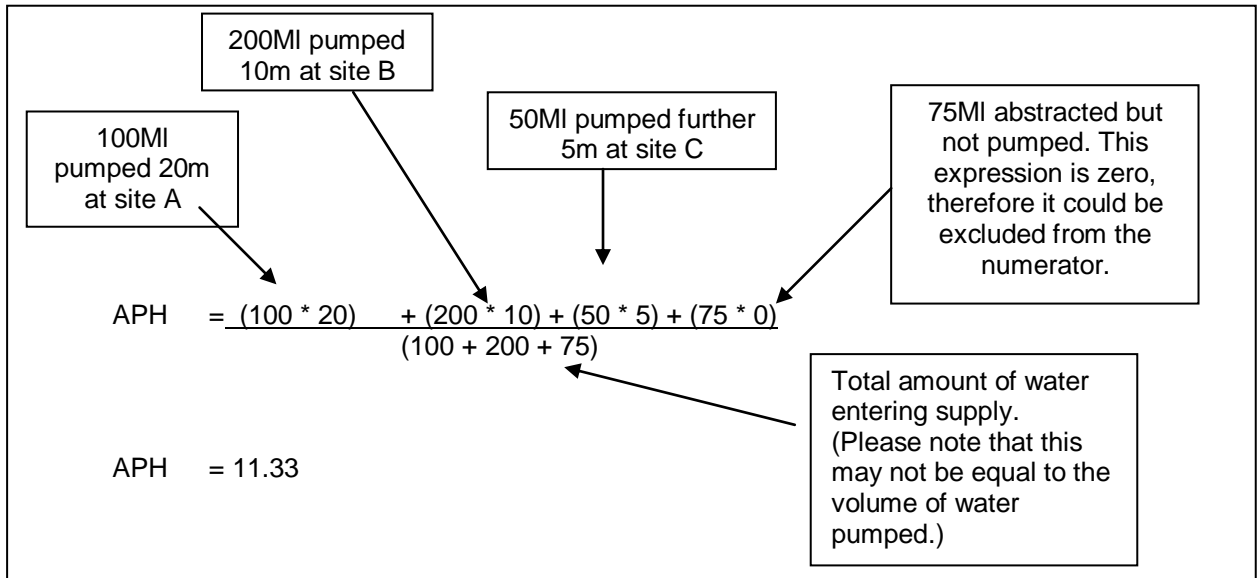 200Ml pumped
10m at site B
100Ml
pumped 20m
at site A
50Ml pumped further
5m at site C
75Ml abstracted but
not pumped. This
expression is zero,
therefore it could be
excluded from the
numerator.
APH = (100 * 20) + (200 * 10) + (50 * 5) + (75 * 0)
(100 + 200 + 75)
Total amount of water
entering supply.
(Please note that this
may not be equal to the
volume of water
pumped.)
APH = 11.33